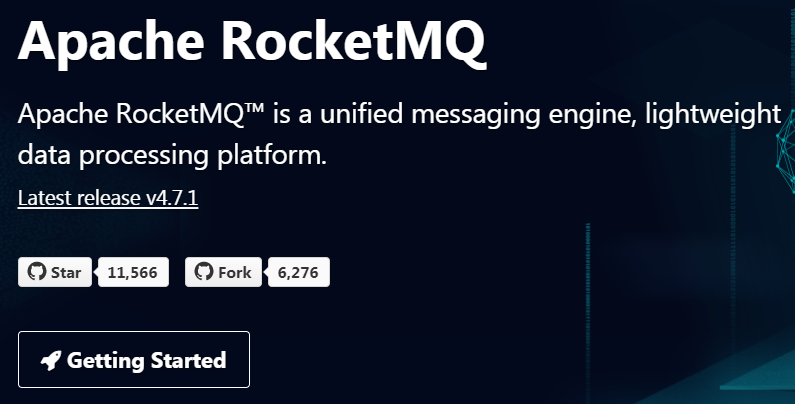 Apache RocketMQ
Apache RocketMQ™ is a unified messaging engine, lightweight
data processing platform.
Latest release v4.7.1
Star 11,566 Fork 6,276
Getting Started